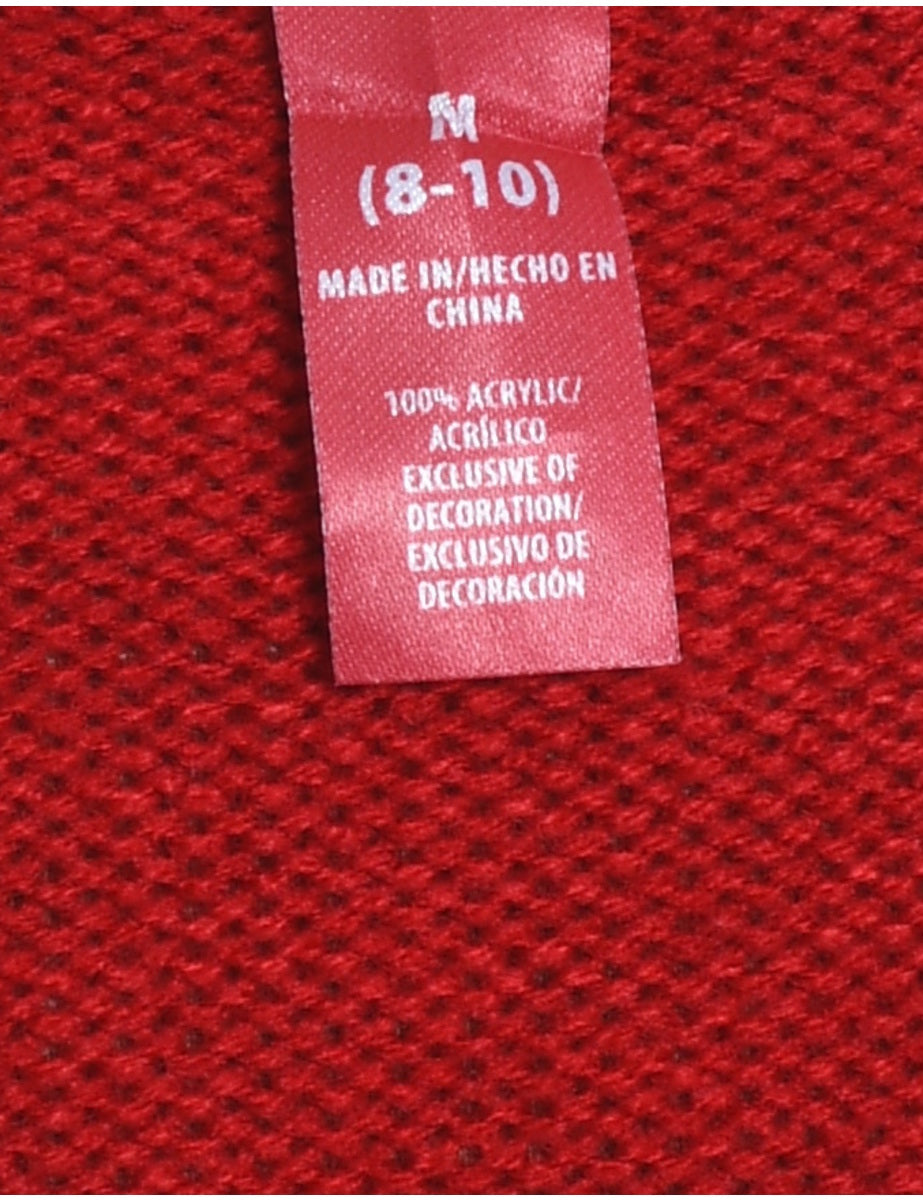 M
(8-10)
MADE IN/HECHO EN
CHINA
100% ACRYLIC/
ACRÍLICO
EXCLUSIVE OF
DECORATION/
EXCLUSIVO DE
DECORACIÓN